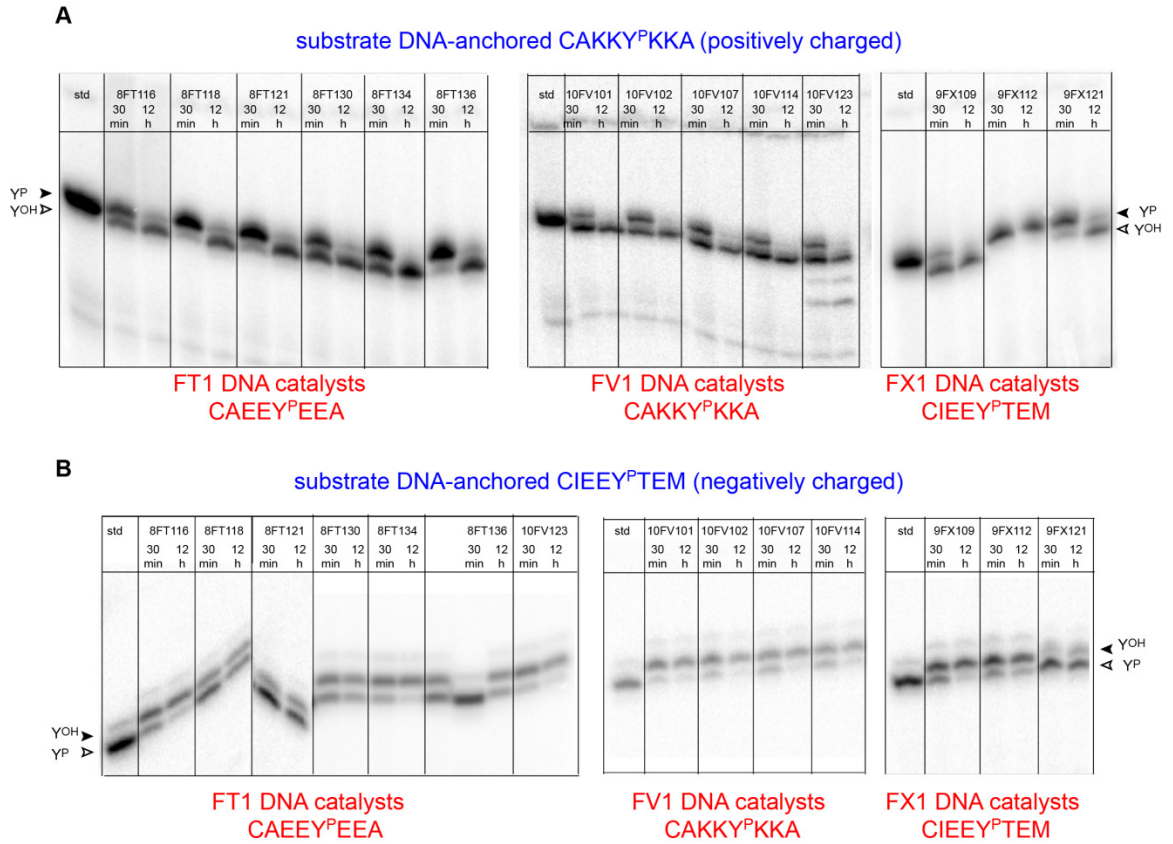 A
substrate DNA-anchored CAKKYᴾKKA (positively charged)
std 8FT116 8FT118 8FT121 8FT130 8FT134 8FT136
30 12 30 12 30 12 30 12 30 12 30 12
min h min h min h min h min h min h
std 10FV101 10FV102 10FV107 10FV114 10FV123
30 12 30 12 30 12 30 12 30 12
min h min h min h min h min h
std 9FX109 9FX112 9FX121
30 12 30 12 30 12
min h min h min h
Yᴾ
Yᴼᴴ
Yᴾ
Yᴼᴴ
FT1 DNA catalysts
CAEEYᴾEEA
FV1 DNA catalysts
CAKKYᴾKKA
FX1 DNA catalysts
CIEEYᴾTEM
B
substrate DNA-anchored CIEEYᴾTEM (negatively charged)
std 8FT116 8FT118 8FT121 8FT130 8FT134 8FT136 10FV123
30 12 30 12 30 12 30 12 30 12 30 12 30 12
min h min h min h min h min h min h min h
std 10FV101 10FV102 10FV107 10FV114
30 12 30 12 30 12 30 12
min h min h min h min h
std 9FX109 9FX112 9FX121
30 12 30 12 30 12
min h min h min h
Yᴼᴴ
Yᴾ
Yᴼᴴ
Yᴾ
FT1 DNA catalysts
CAEEYᴾEEA
FV1 DNA catalysts
CAKKYᴾKKA
FX1 DNA catalysts
CIEEYᴾTEM